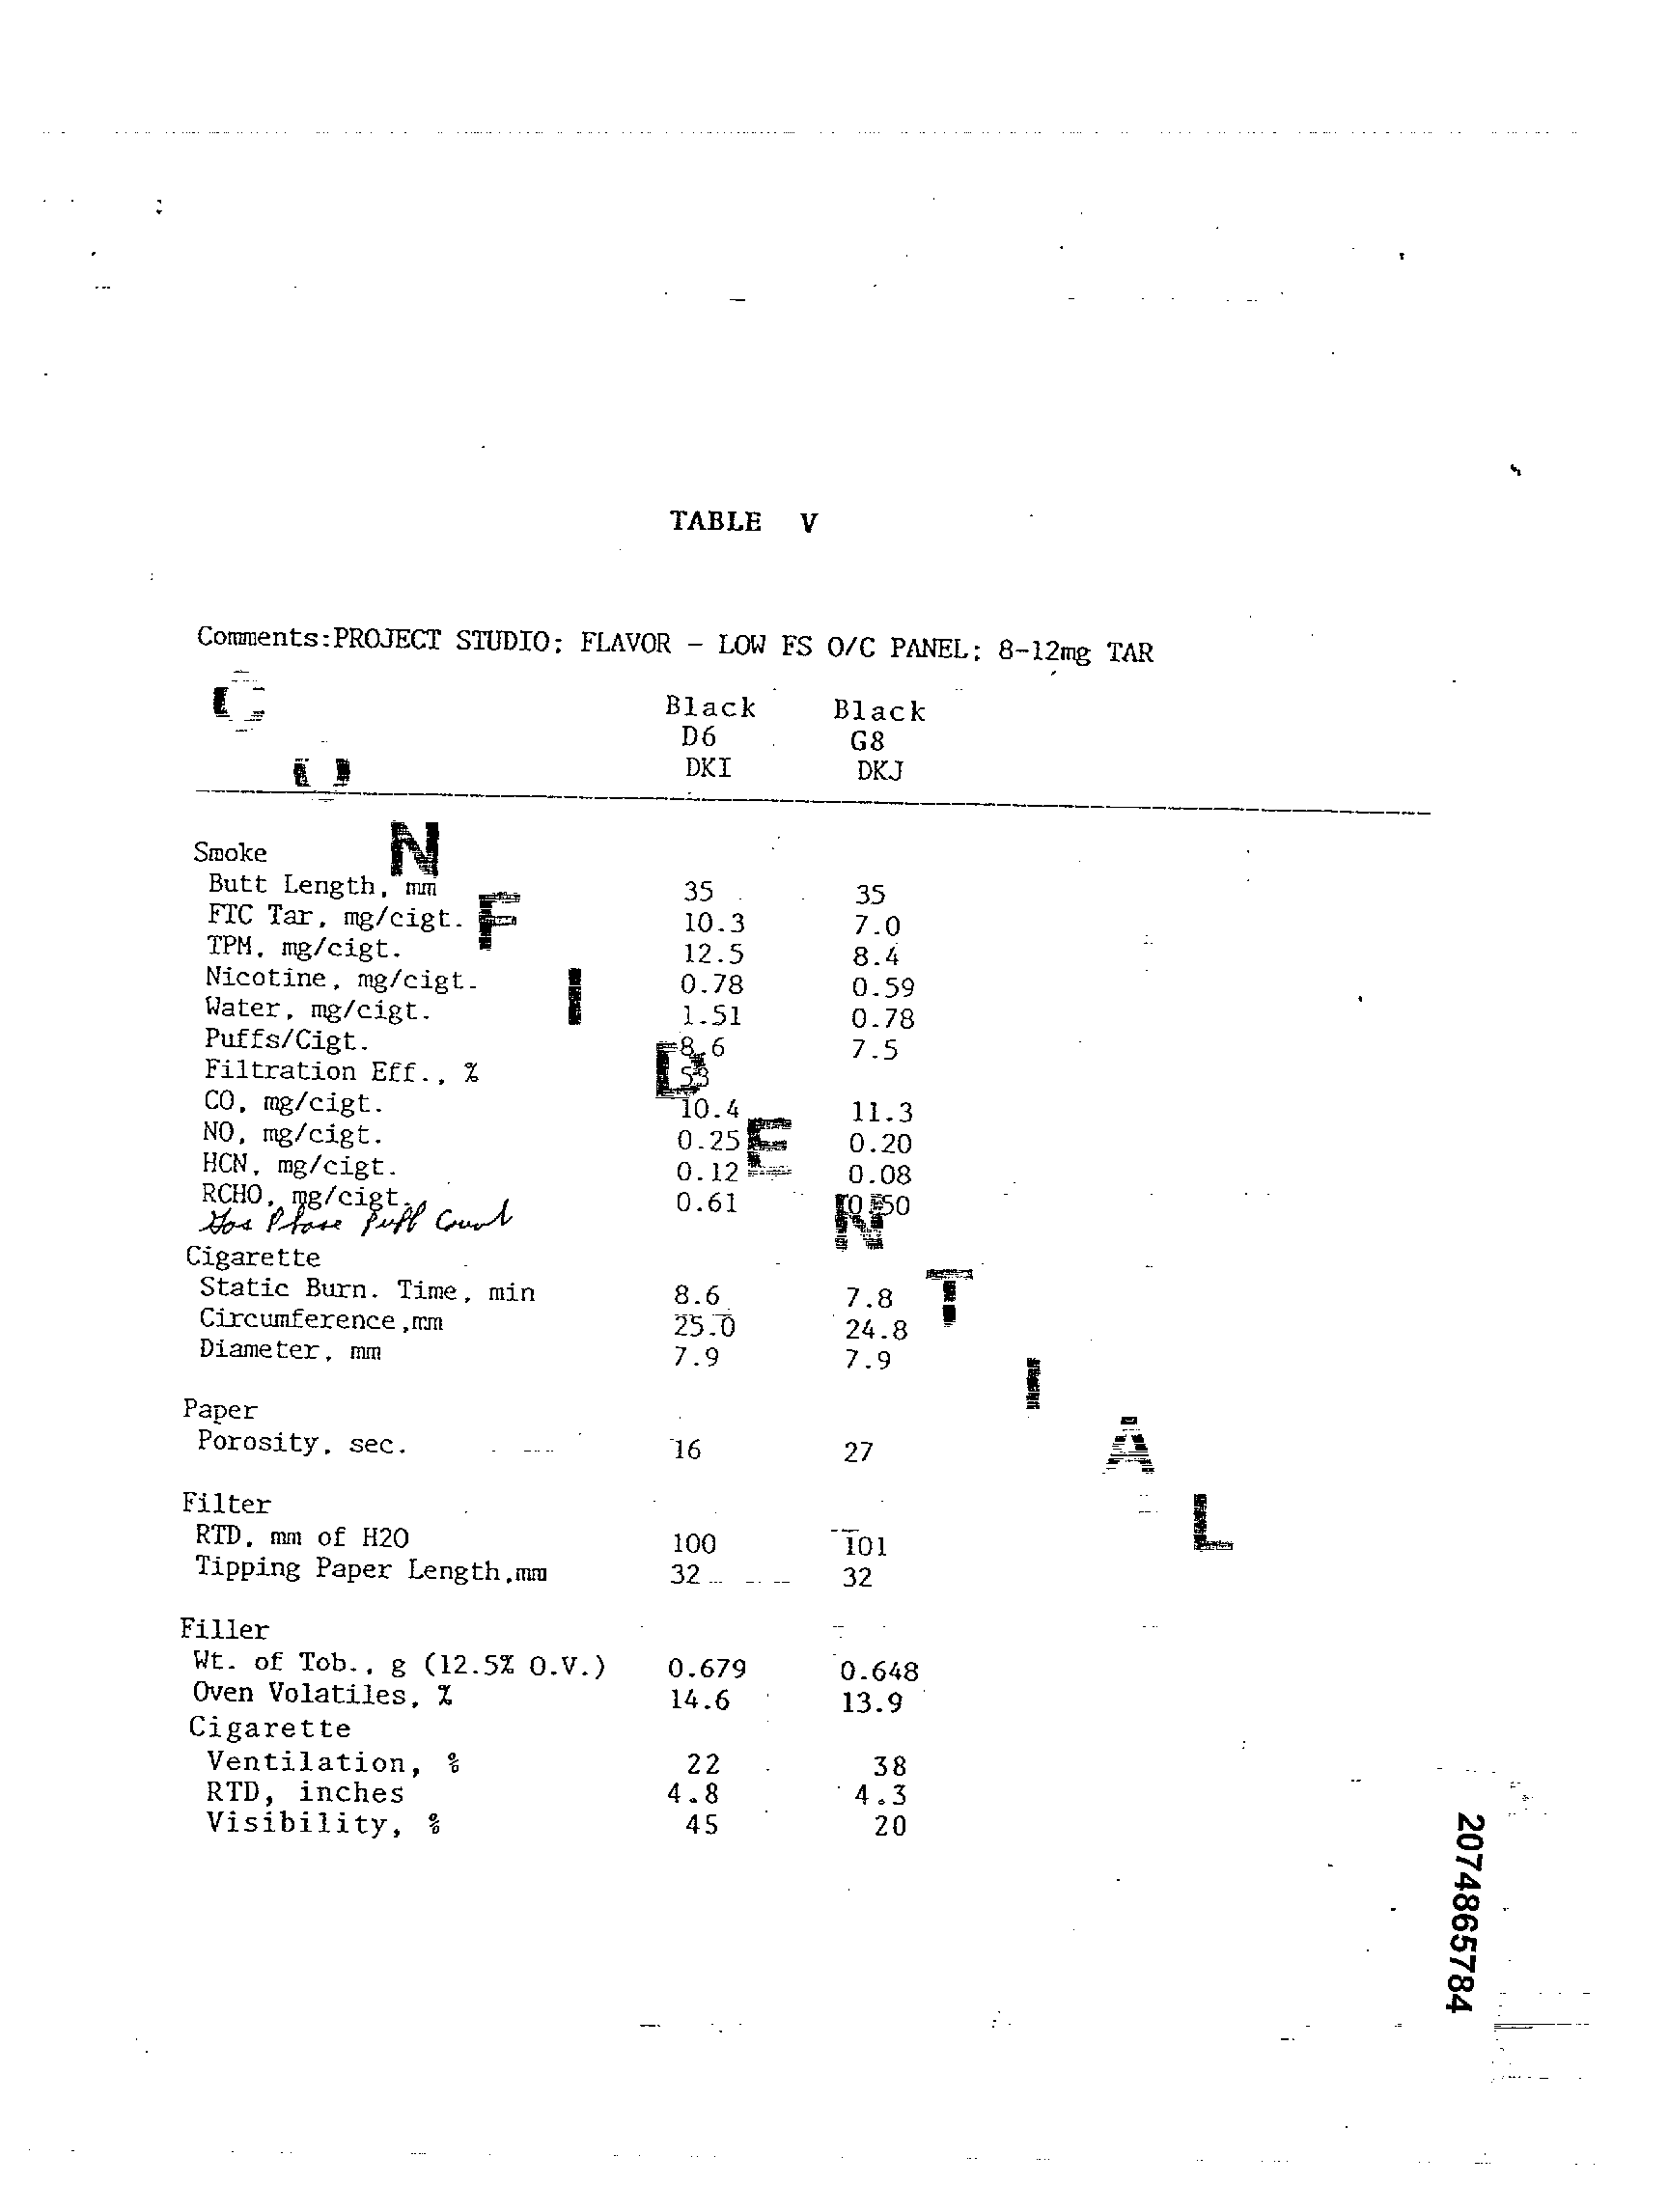 TABLE V
Comments:PROJECT STUDIO; FLAVOR - LOW FS O/C PANEL; 8-12mg TAR
Black Black
D6 G8
DKI DKJ
CONFIDENTIAL
Smoke
Butt Length, mm 35 35
FTC Tar, mg/cigt. 10.3 7.0
TPM, mg/cigt. 12.5 8.4
Nicotine, mg/cigt. 0.78 0.59
Water, mg/cigt. 1.51 0.78
Puffs/Cigt. 8.6 7.5
Filtration Eff., % 53
CO, mg/cigt. 10.4 11.3
NO, mg/cigt. 0.25 0.20
HCN, mg/cigt. 0.12 0.08
RCHO, mg/cigt. 0.61 0.50
Gas Phase Puff Count
Cigarette
Static Burn. Time, min 8.6 7.8
Circumference,mm 25.0 24.8
Diameter, mm 7.9 7.9
Paper
Porosity, sec. 16 27
Filter
RTD, mm of H2O 100 101
Tipping Paper Length,mm 32 32
Filler
Wt. of Tob., g (12.5% O.V.) 0.679 0.648
Oven Volatiles, % 14.6 13.9
Cigarette
Ventilation, % 22 38
RTD, inches 4.8 4.3
Visibility, % 45 20
2074865784